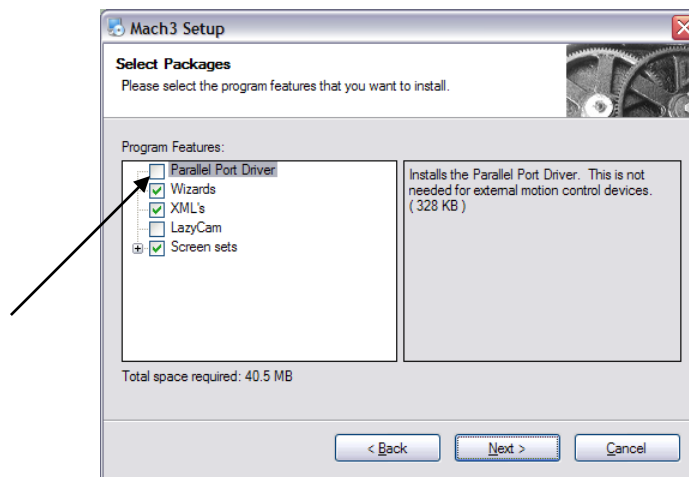 Mach3 Setup
Select Packages
Please select the program features that you want to install.
Program Features:
Parallel Port Driver
Wizards
XML's
LazyCam
Screen sets
Installs the Parallel Port Driver. This is not
needed for external motion control devices.
( 328 KB )
Total space required: 40.5 MB
< Back
Next >
Cancel